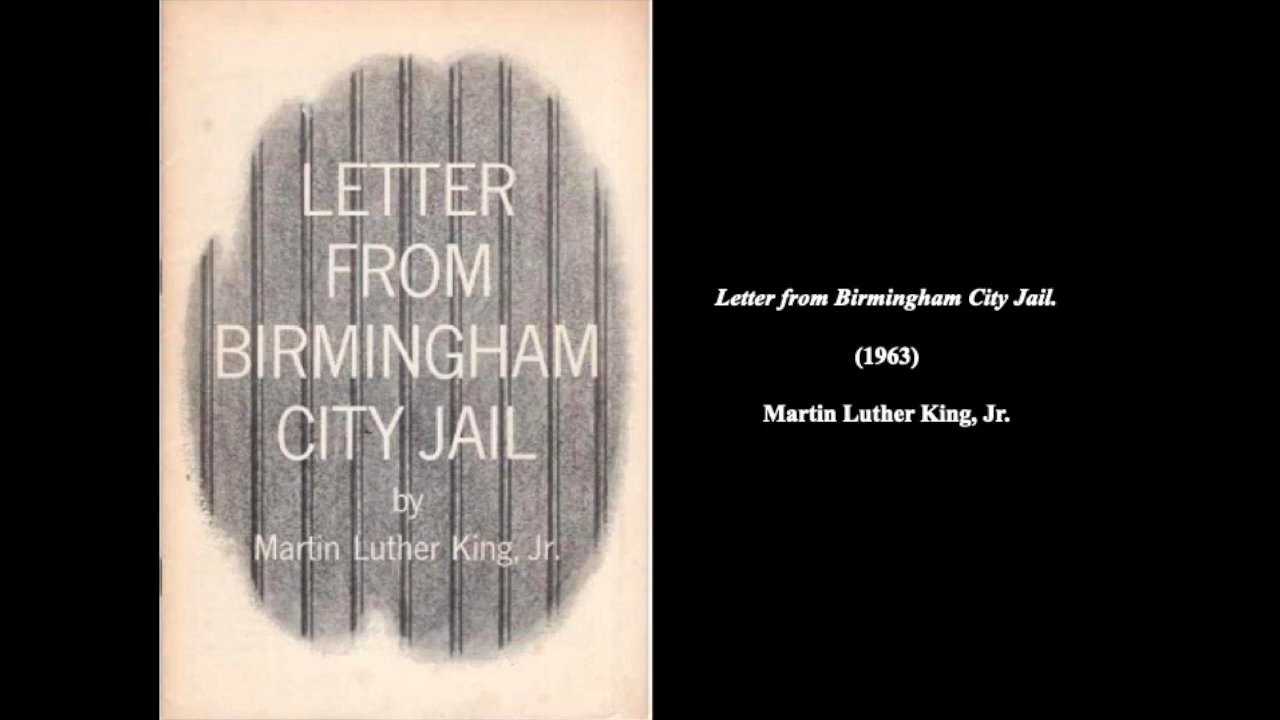 LETTER
FROM
BIRMINGHAM
CITY JAIL
by
Martin Luther King, Jr.
Letter from Birmingham City Jail.
(1963)
Martin Luther King, Jr.